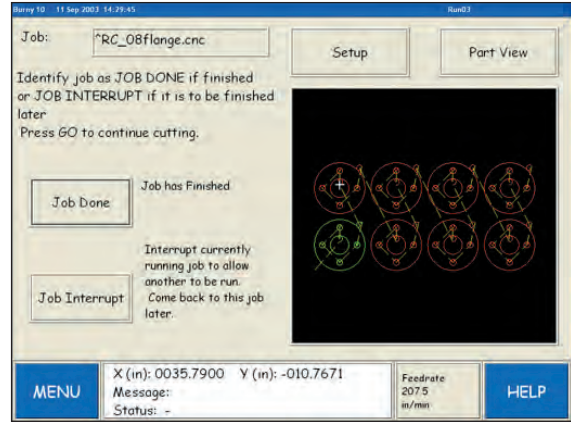 Burny 10 11 Sep 2003 14:29:45 Run03
Job: ^RC_08flange.cnc
Setup
Part View
Identify job as JOB DONE if finished
or JOB INTERRUPT if it is to be finished
later
Press GO to continue cutting.
Job Done
Job has Finished
Job Interrupt
Interrupt currently
running job to allow
another to be run.
Come back to this job
later.
MENU
X (in): 0035.7900 Y (in): -010.7671
Message:
Status: -
Feedrate
207.5
in/min
HELP